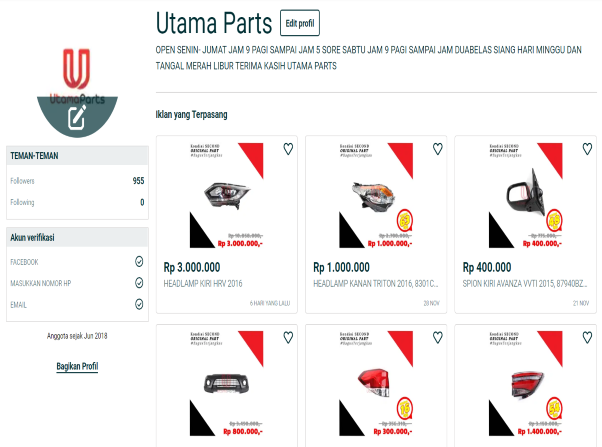 Utama Parts
Edit profil
OPEN SENIN- JUMAT JAM 9 PAGI SAMPAI JAM 5 SORE SABTU JAM 9 PAGI SAMPAI JAM DUABELAS SIANG HARI MINGGU DAN
TANGAL MERAH LIBUR TERIMA KASIH UTAMA PARTS
UtamaParts
TEMAN-TEMAN
Followers 955
Following 0
Akun verifikasi
FACEBOOK
MASUKKAN NOMOR HP
EMAIL
Anggota sejak Jun 2018
Bagikan Profil
Iklan yang Terpasang
Kondisi SECOND
ORIGINAL PART
Rp 3.000.000,-
Rp 3.000.000
HEADLAMP KIRI HRV 2016
6 HARI YANG LALU
Kondisi SECOND
ORIGINAL PART
Rp 1.000.000,-
Rp 1.000.000
HEADLAMP KANAN TRITON 2016, 8301C...
28 NOV
Kondisi SECOND
ORIGINAL PART
Rp 400.000,-
Rp 400.000
SPION KIRI AVANZA VVTI 2015, 87940BZ...
21 NOV
Kondisi SECOND
ORIGINAL PART
Rp 800.000,-
Kondisi SECOND
ORIGINAL PART
Rp 300.000,-
Kondisi SECOND
ORIGINAL PART
Rp 1.400.000,-